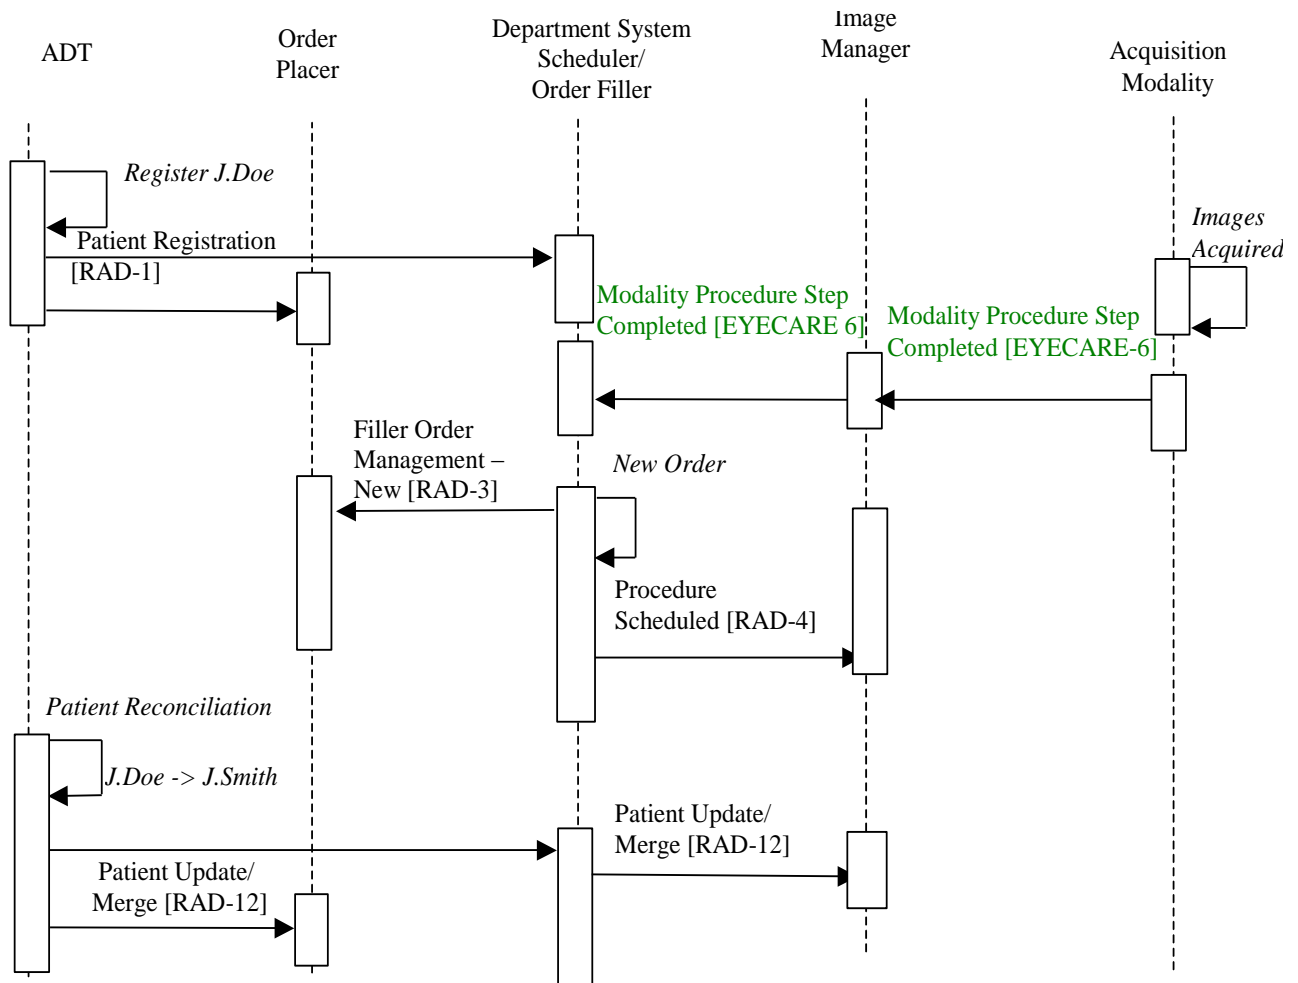 ADT
Order
Placer
Department System
Scheduler/
Order Filler
Image
Manager
Acquisition
Modality
Register J.Doe
Patient Registration
[RAD-1]
Images
Acquired
Modality Procedure Step
Completed [EYECARE 6]
Modality Procedure Step
Completed [EYECARE-6]
Filler Order
Management –
New [RAD-3]
New Order
Procedure
Scheduled [RAD-4]
Patient Reconciliation
J.Doe -> J.Smith
Patient Update/
Merge [RAD-12]
Patient Update/
Merge [RAD-12]